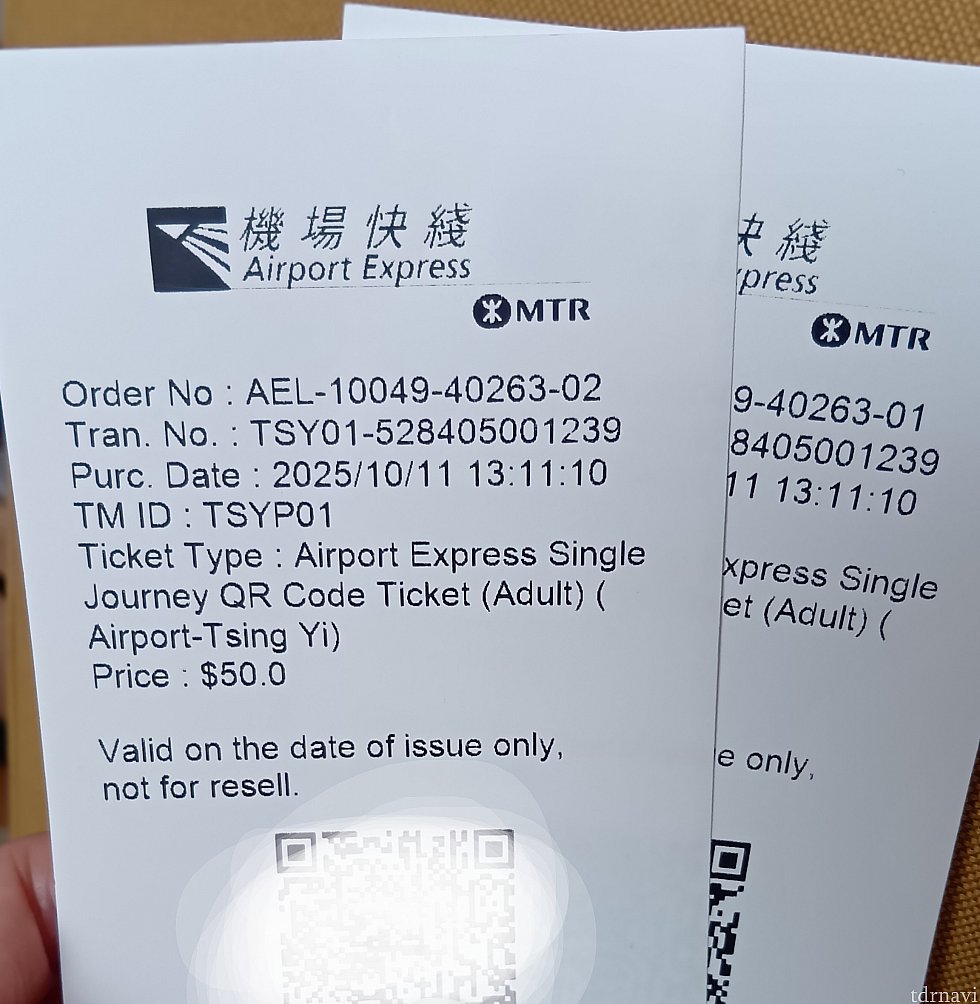 機場快綫
Airport Express
MTR
Order No : AEL-10049-40263-02
Tran. No. : TSY01-528405001239
Purc. Date : 2025/10/11 13:11:10
TM ID : TSYP01
Ticket Type : Airport Express Single
Journey QR Code Ticket (Adult) (
Airport-Tsing Yi)
Price : $50.0
Valid on the date of issue only,
not for resell.
快綫
press
MTR
9-40263-01
8405001239
11 13:11:10
xpress Single
et (Adult) (
e only,
tdrnavi